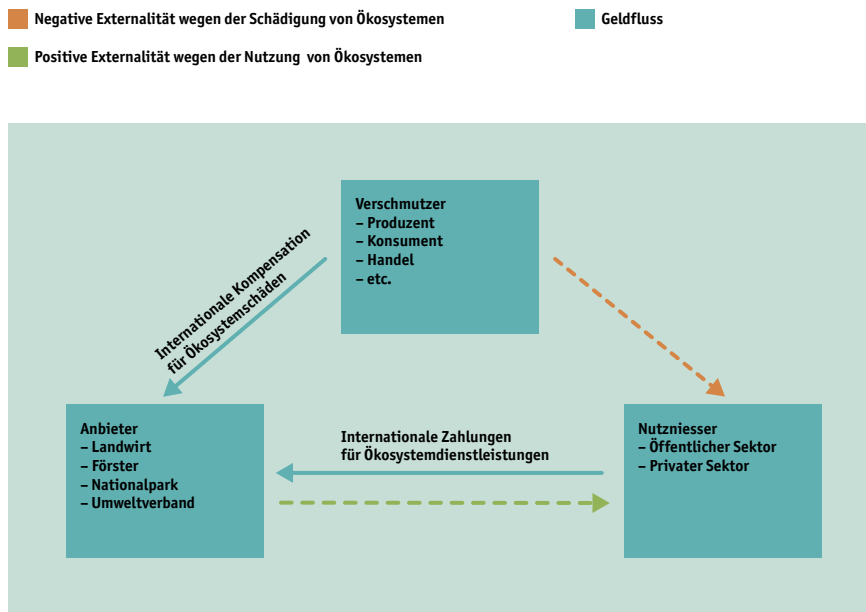 Negative Externalität wegen der Schädigung von Ökosystemen
Geldfluss
Positive Externalität wegen der Nutzung von Ökosystemen
Verschmutzer
– Produzent
– Konsument
– Handel
– etc.
Internationale Kompensation
für Ökosystemschäden
Anbieter
– Landwirt
– Förster
– Nationalpark
– Umweltverband
Internationale Zahlungen
für Ökosystemdienstleistungen
Nutzniesser
– Öffentlicher Sektor
– Privater Sektor